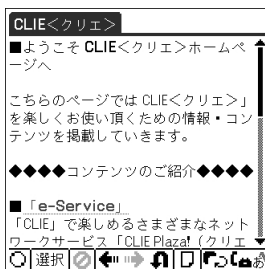 CLIE＜クリエ＞
■ようこそ CLIE＜クリエ＞ホームペ
ージへ
こちらのページでは CLIE＜クリエ＞」
を楽しくお使い頂くための情報・コン
テンツを掲載していきます。
◆◆◆◆コンテンツのご紹介◆◆◆◆
■「e-Service」
「CLIE」で楽しめるさまざまなネット
ワークサービス「CLIE Plaza!（クリエ
選択
あ